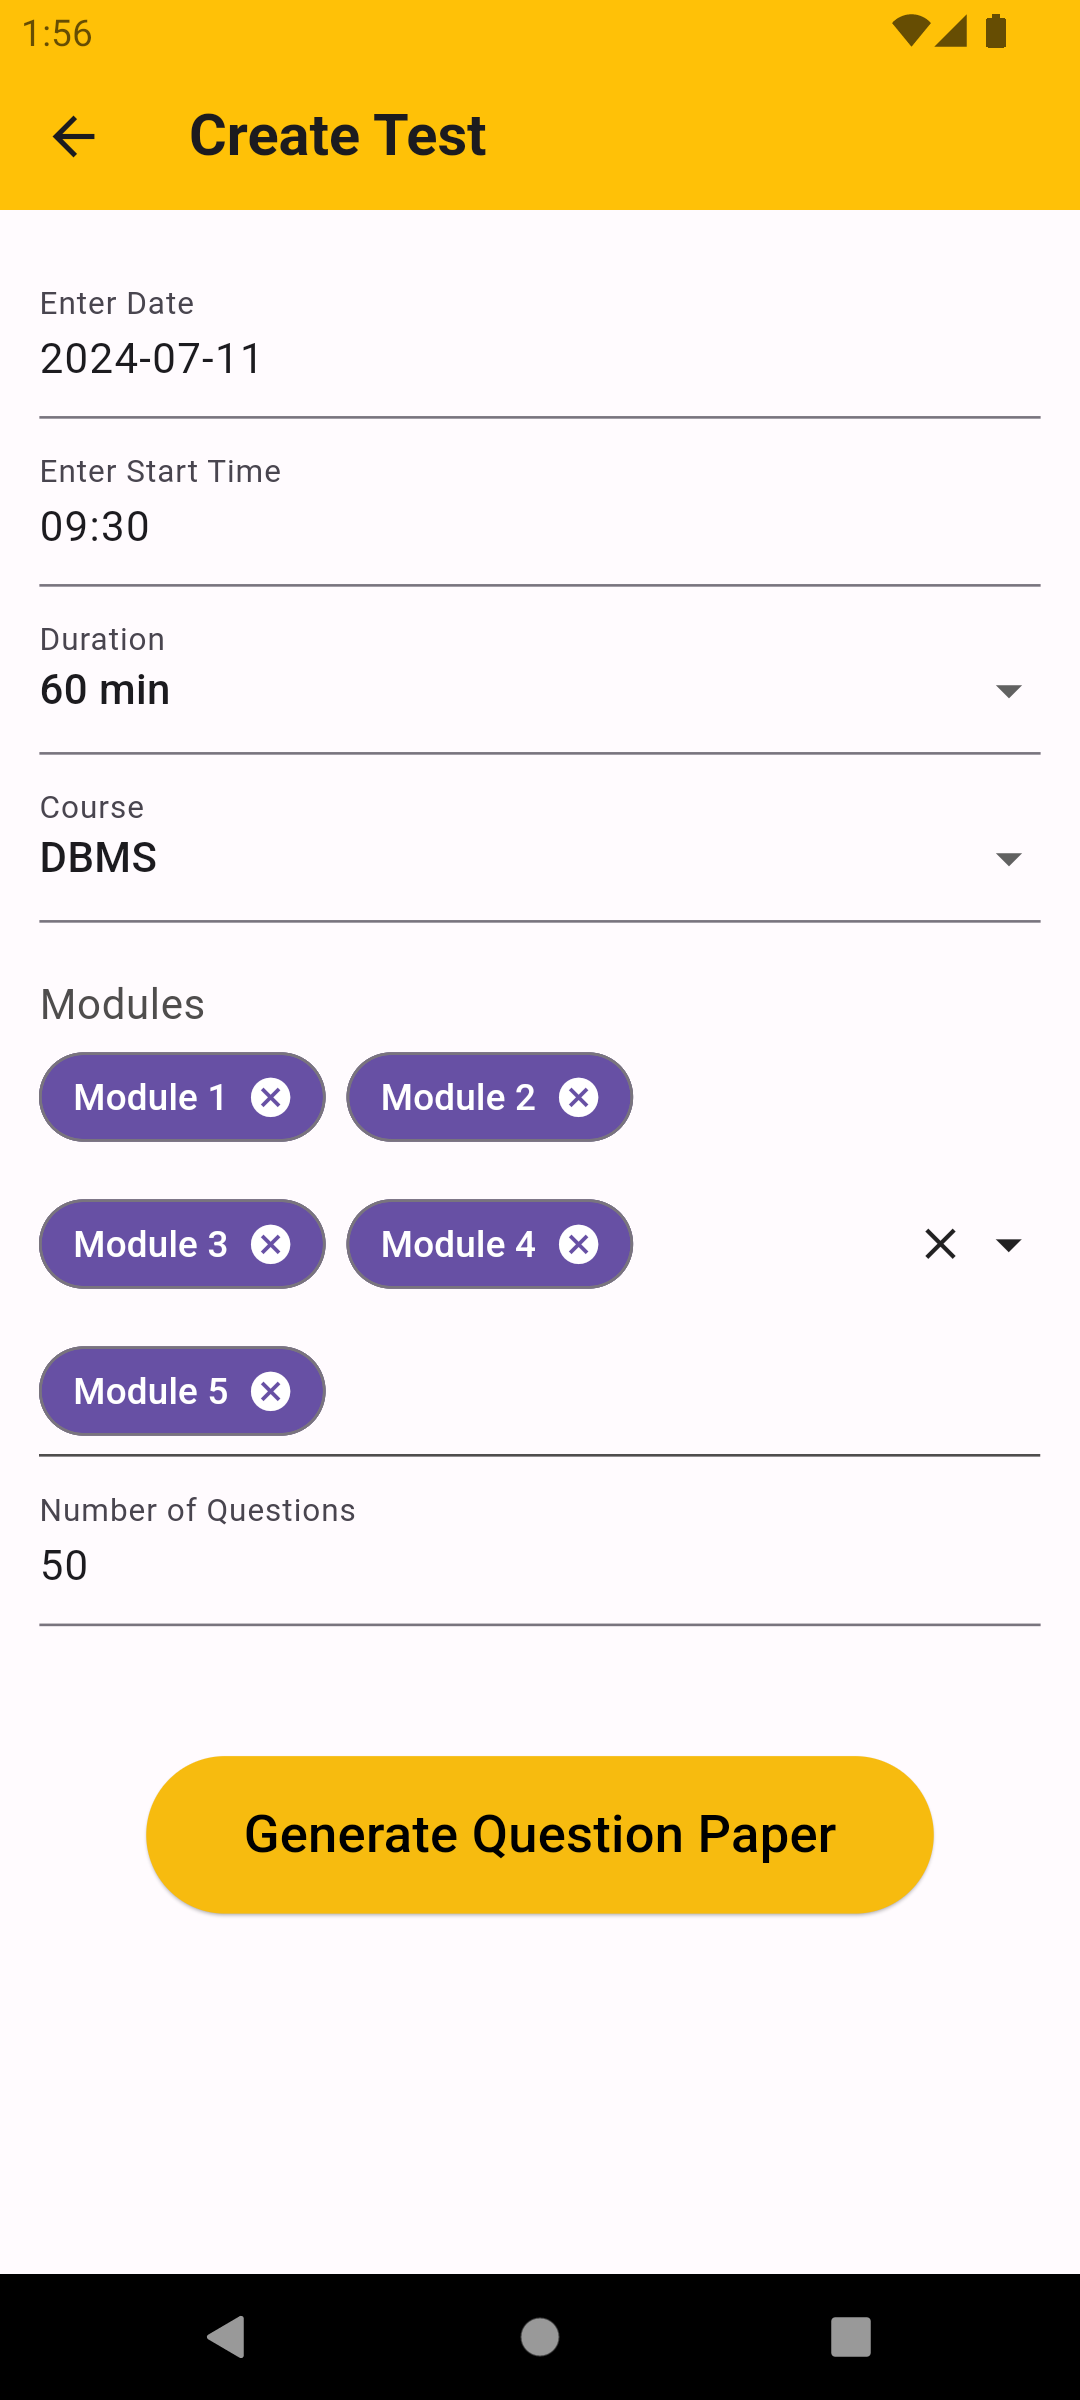 1:56
Create Test
Enter Date
2024-07-11
Enter Start Time
09:30
Duration
60 min
Course
DBMS
Modules
Module 1 Module 2
Module 3 Module 4
Module 5
Number of Questions
50
Generate Question Paper